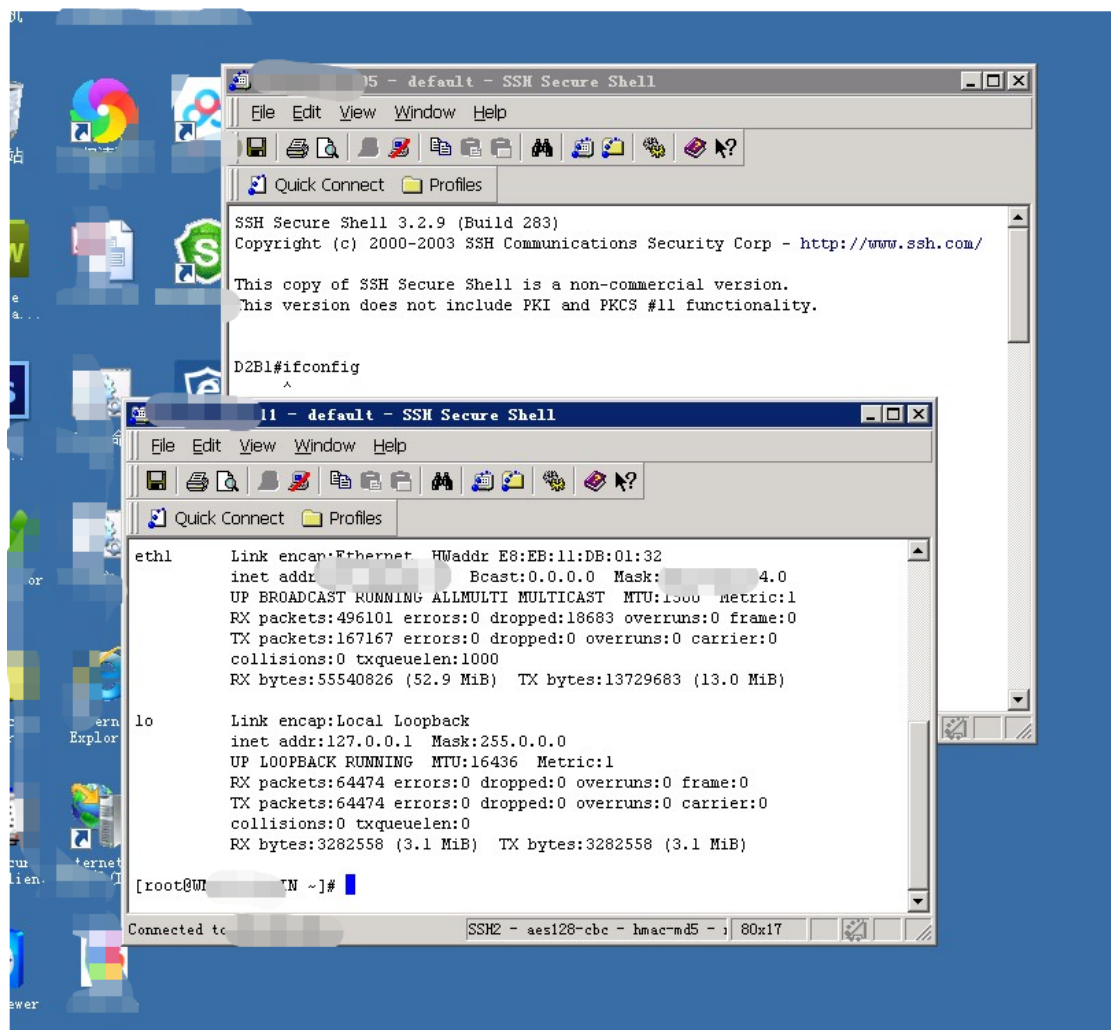 站
5 - default - SSH Secure Shell
File Edit View Window Help
Quick Connect Profiles
SSH Secure Shell 3.2.9 (Build 283)
Copyright (c) 2000-2003 SSH Communications Security Corp - http://www.ssh.com/
This copy of SSH Secure Shell is a non-commercial version.
This version does not include PKI and PKCS #11 functionality.
D2B1#ifconfig
^
11 - default - SSH Secure Shell
File Edit View Window Help
Quick Connect Profiles
eth1 Link encap:Ethernet HWaddr E8:EB:11:DB:01:32
inet addr Bcast:0.0.0.0 Mask: 4.0
UP BROADCAST RUNNING ALLMULTI MULTICAST MTU:1500 Metric:1
RX packets:496101 errors:0 dropped:18683 overruns:0 frame:0
TX packets:167167 errors:0 dropped:0 overruns:0 carrier:0
collisions:0 txqueuelen:1000
RX bytes:55540826 (52.9 MiB) TX bytes:13729683 (13.0 MiB)
lo Link encap:Local Loopback
inet addr:127.0.0.1 Mask:255.0.0.0
UP LOOPBACK RUNNING MTU:16436 Metric:1
RX packets:64474 errors:0 dropped:0 overruns:0 frame:0
TX packets:64474 errors:0 dropped:0 overruns:0 carrier:0
collisions:0 txqueuelen:0
RX bytes:3282558 (3.1 MiB) TX bytes:3282558 (3.1 MiB)
[root@ IN ~]#
Connected to
SSH2 - aes128-cbc - hmac-md5 - 80x17